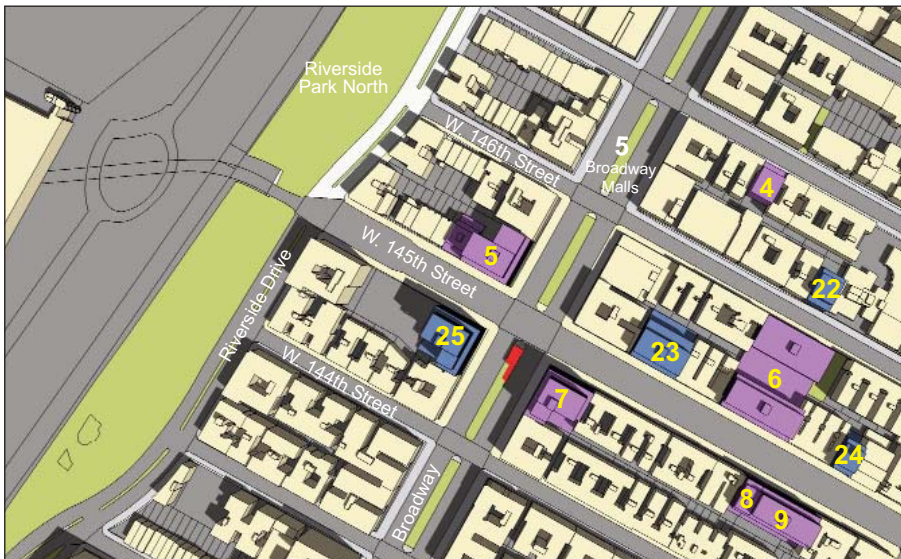 Riverside
Park North
W. 146th Street
5
Broadway
Malls
4
W. 145th Street
5
22
Riverside Drive
25
23
6
W. 144th Street
7
24
Broadway
8
9